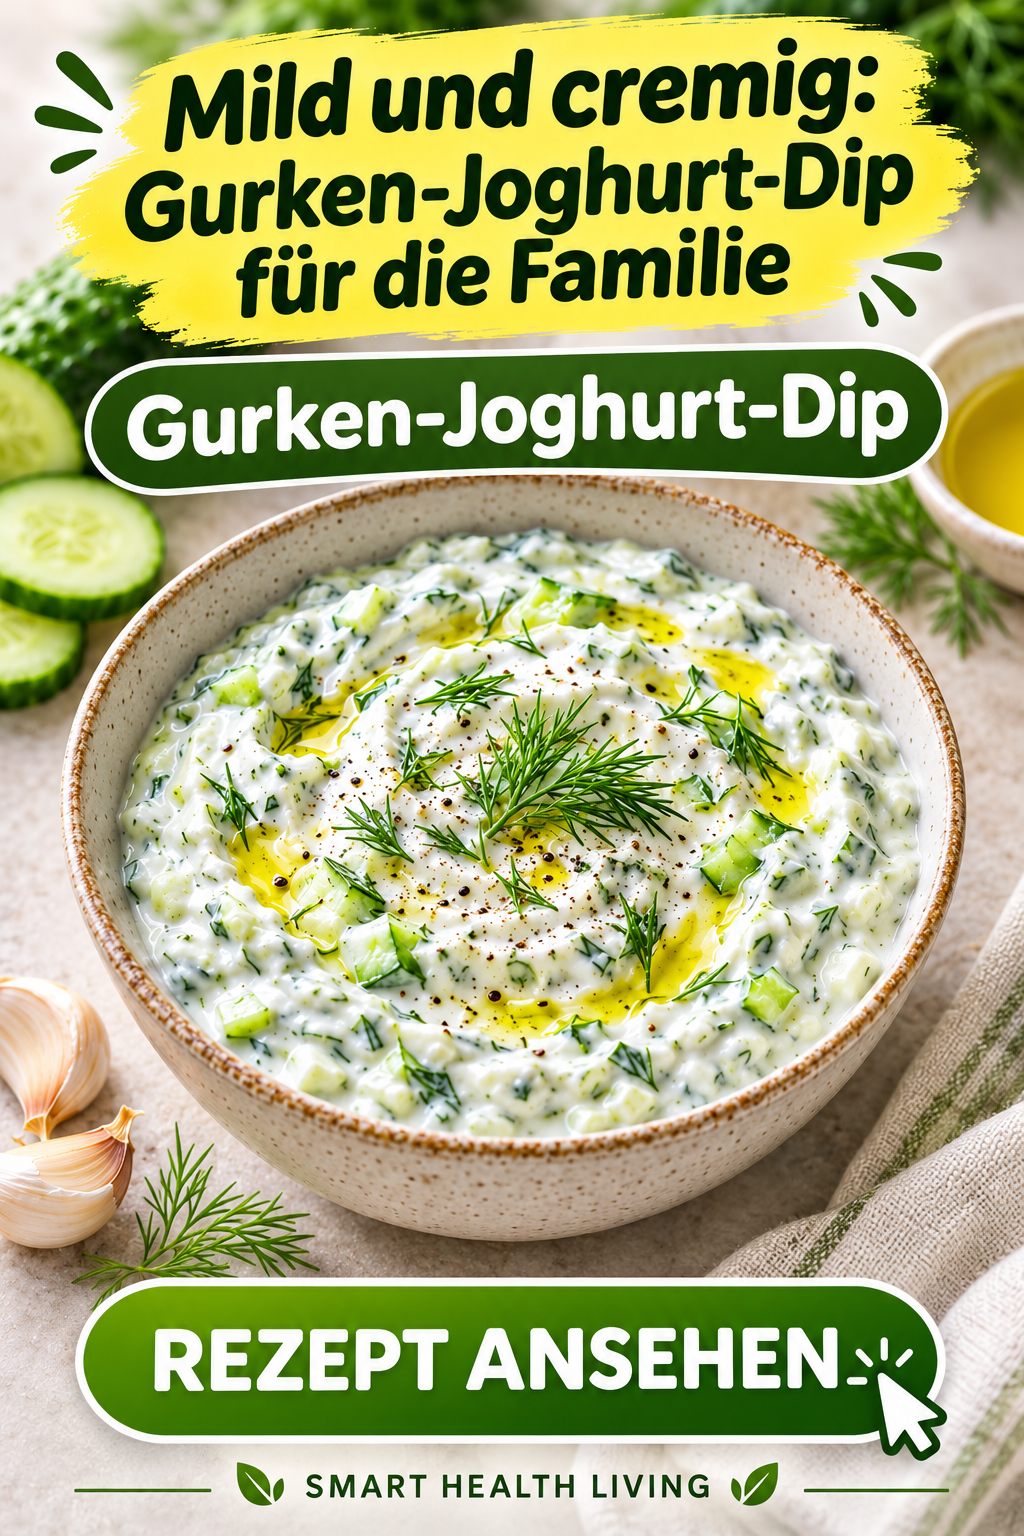 Mild und cremig:
Gurken-Joghurt-Dip
für die Familie
Gurken-Joghurt-Dip
REZEPT ANSEHEN
SMART HEALTH LIVING